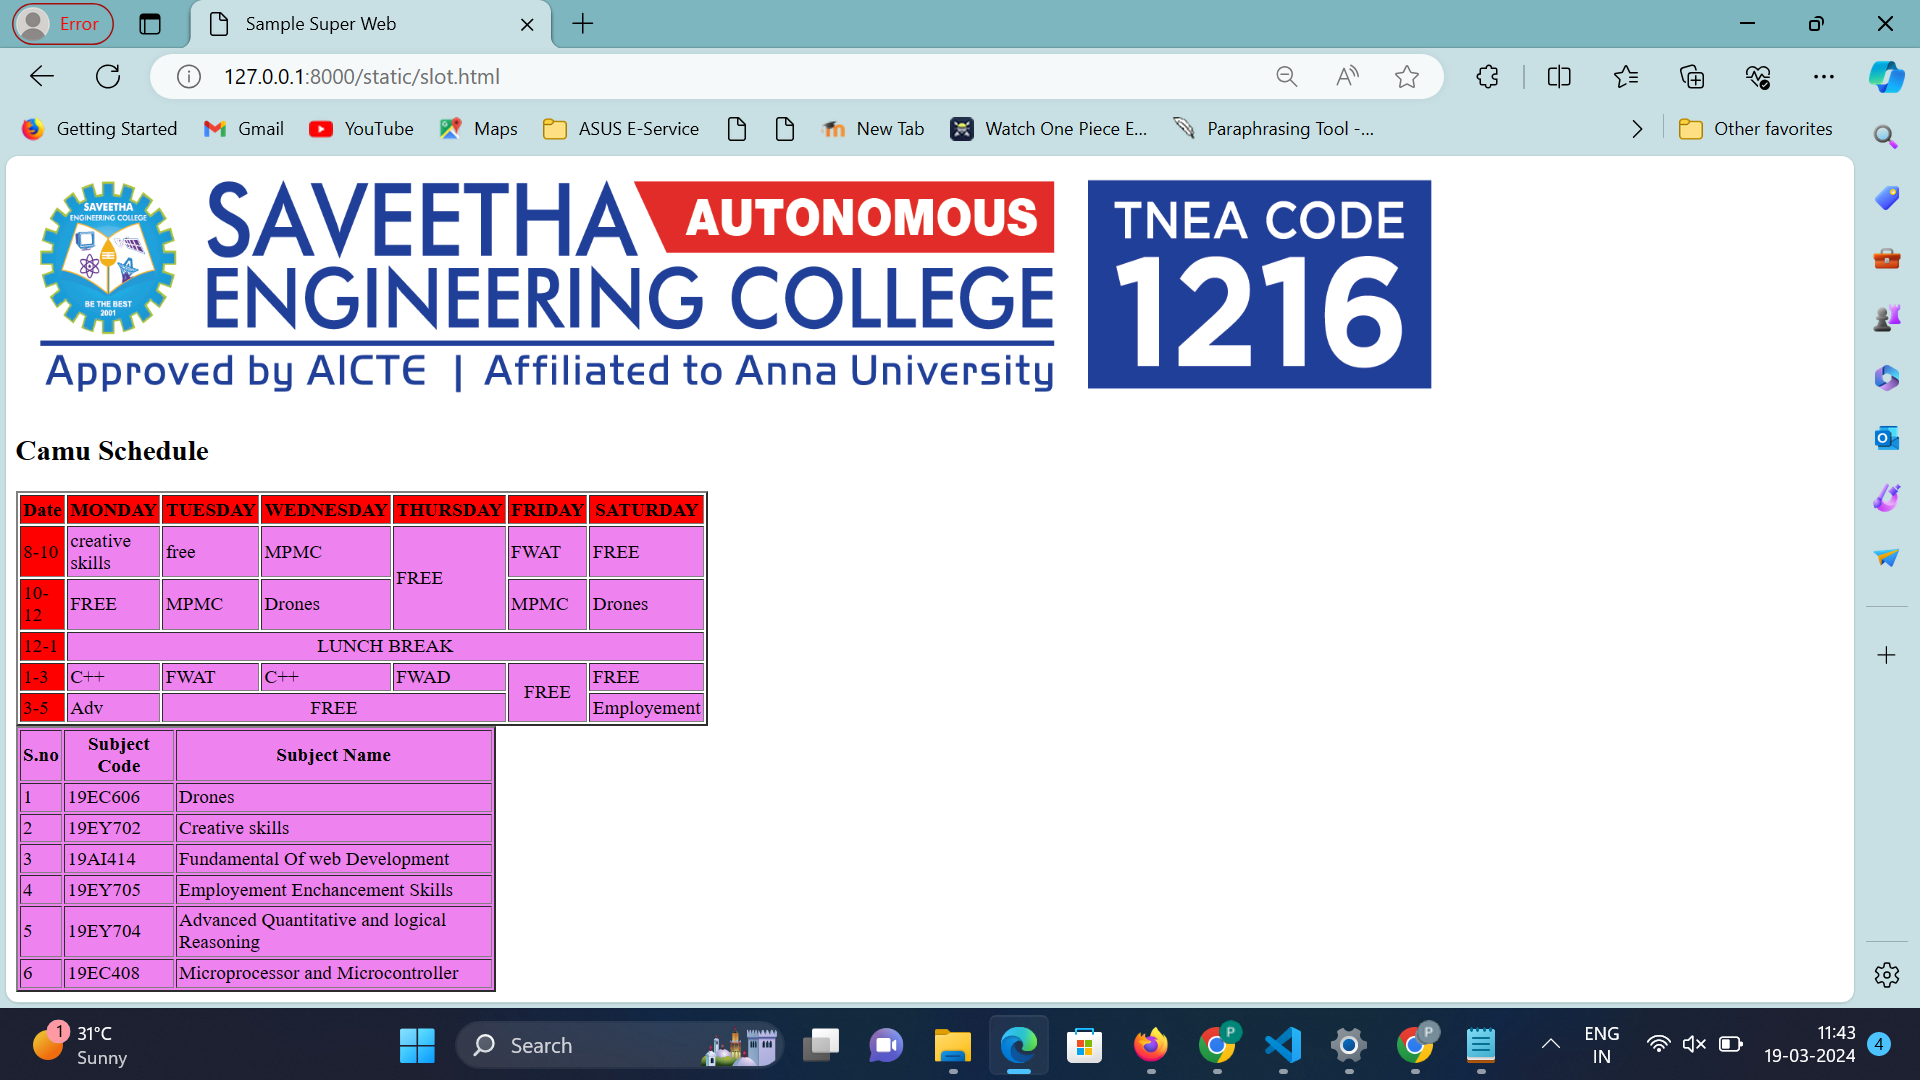 Error
Sample Super Web
127.0.0.1:8000/static/slot.html
Getting Started
Gmail
YouTube
Maps
ASUS E-Service
New Tab
Watch One Piece E...
Paraphrasing Tool -...
Other favorites
SAVEETHA
ENGINEERING COLLEGE
BE THE BEST
2001
SAVEETHA AUTONOMOUS
ENGINEERING COLLEGE
Approved by AICTE | Affiliated to Anna University
TNEA CODE
1216
Camu Schedule
Date MONDAY TUESDAY WEDNESDAY THURSDAY FRIDAY SATURDAY
8-10 creative skills free MPMC FREE FWAT FREE
10-12 FREE MPMC Drones MPMC Drones
12-1 LUNCH BREAK
1-3 C++ FWAT C++ FWAD FREE FREE
3-5 Adv FREE Employement
S.no Subject Code Subject Name
1 19EC606 Drones
2 19EY702 Creative skills
3 19AI414 Fundamental Of web Development
4 19EY705 Employement Enchancement Skills
5 19EY704 Advanced Quantitative and logical Reasoning
6 19EC408 Microprocessor and Microcontroller
1
31°C
Sunny
Search
P
P
ENG
IN
11:43
19-03-2024
4